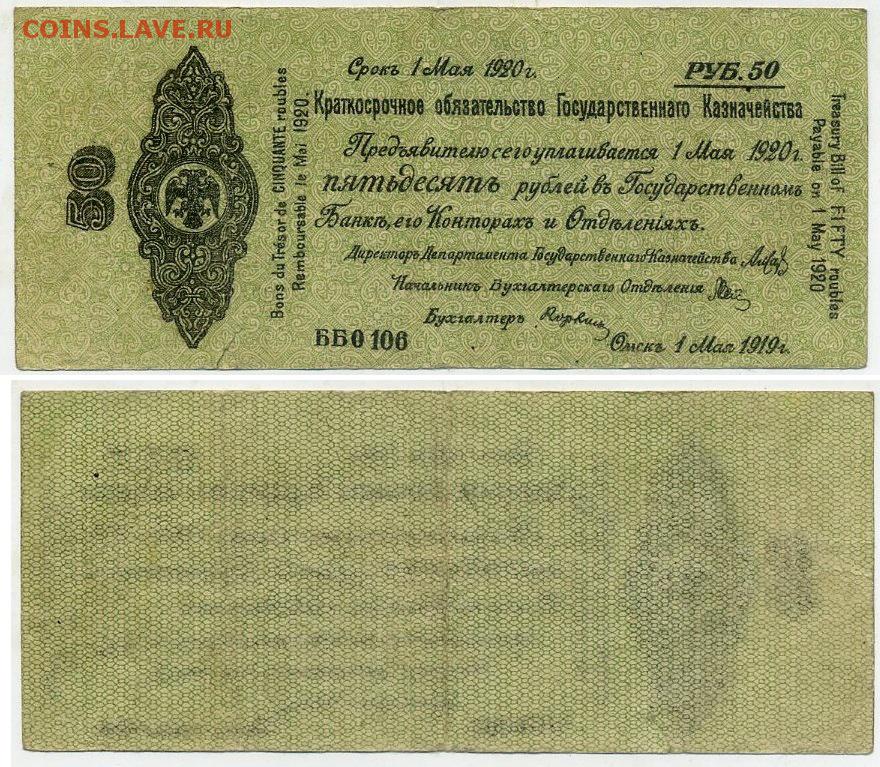 COINS.LAVE.RU
Срокъ 1 Мая 1920 г.
РУБ. 50
Краткосрочное обязательство Государственнаго Казначейства
Предъявителю сего уплачивается 1 Мая 1920 г.
пятьдесятъ рублей въ Государственномъ
Банкѣ, его Конторахъ и Отдѣленіяхъ.
Директоръ Департамента Государственнаго Казначейства
Начальникъ Бухгалтерскаго Отдѣленія
Бухгалтеръ
ББ0106
Омскъ 1 Мая 1919 г.
50
Bons du Trésor de CINQUANTE roubles
Remboursable le Mai 1920.
Treasury Bill of FIFTY roubles
Payable on 1 May 1920